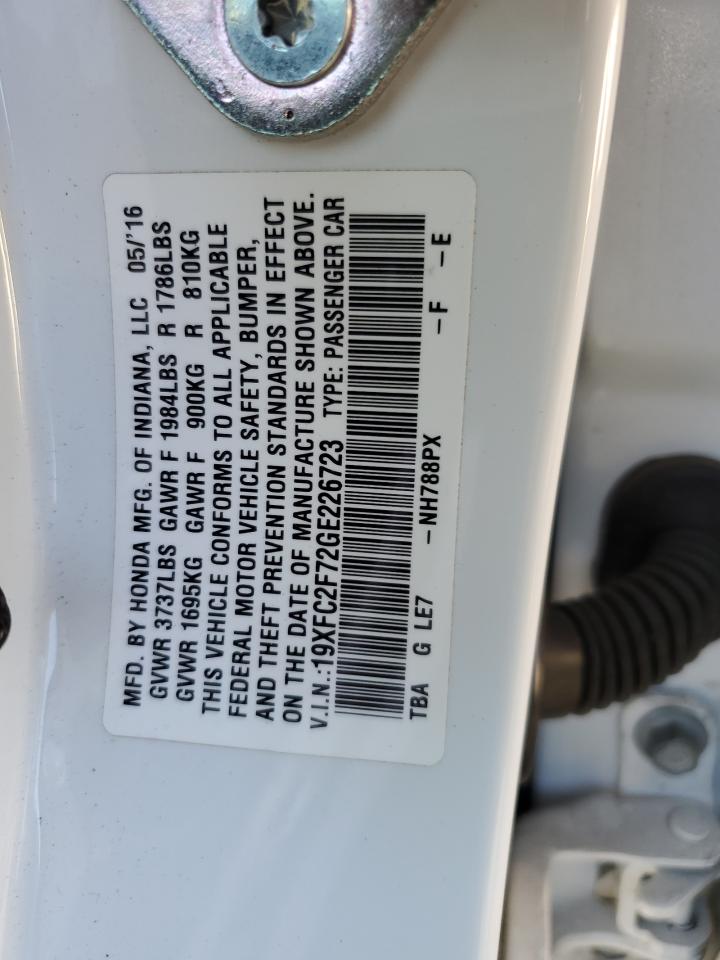 MFD. BY HONDA MFG. OF INDIANA, LLC 05/'16
GVWR 3737LBS GAWR F 1984LBS R 1786LBS
GVWR 1695KG GAWR F 900KG R 810KG
THIS VEHICLE CONFORMS TO ALL APPLICABLE
FEDERAL MOTOR VEHICLE SAFETY, BUMPER,
AND THEFT PREVENTION STANDARDS IN EFFECT
ON THE DATE OF MANUFACTURE SHOWN ABOVE.
V.I.N.:19XFC2F72GE226723 TYPE: PASSENGER CAR
TBA G LE7 -NH788PX -F -E